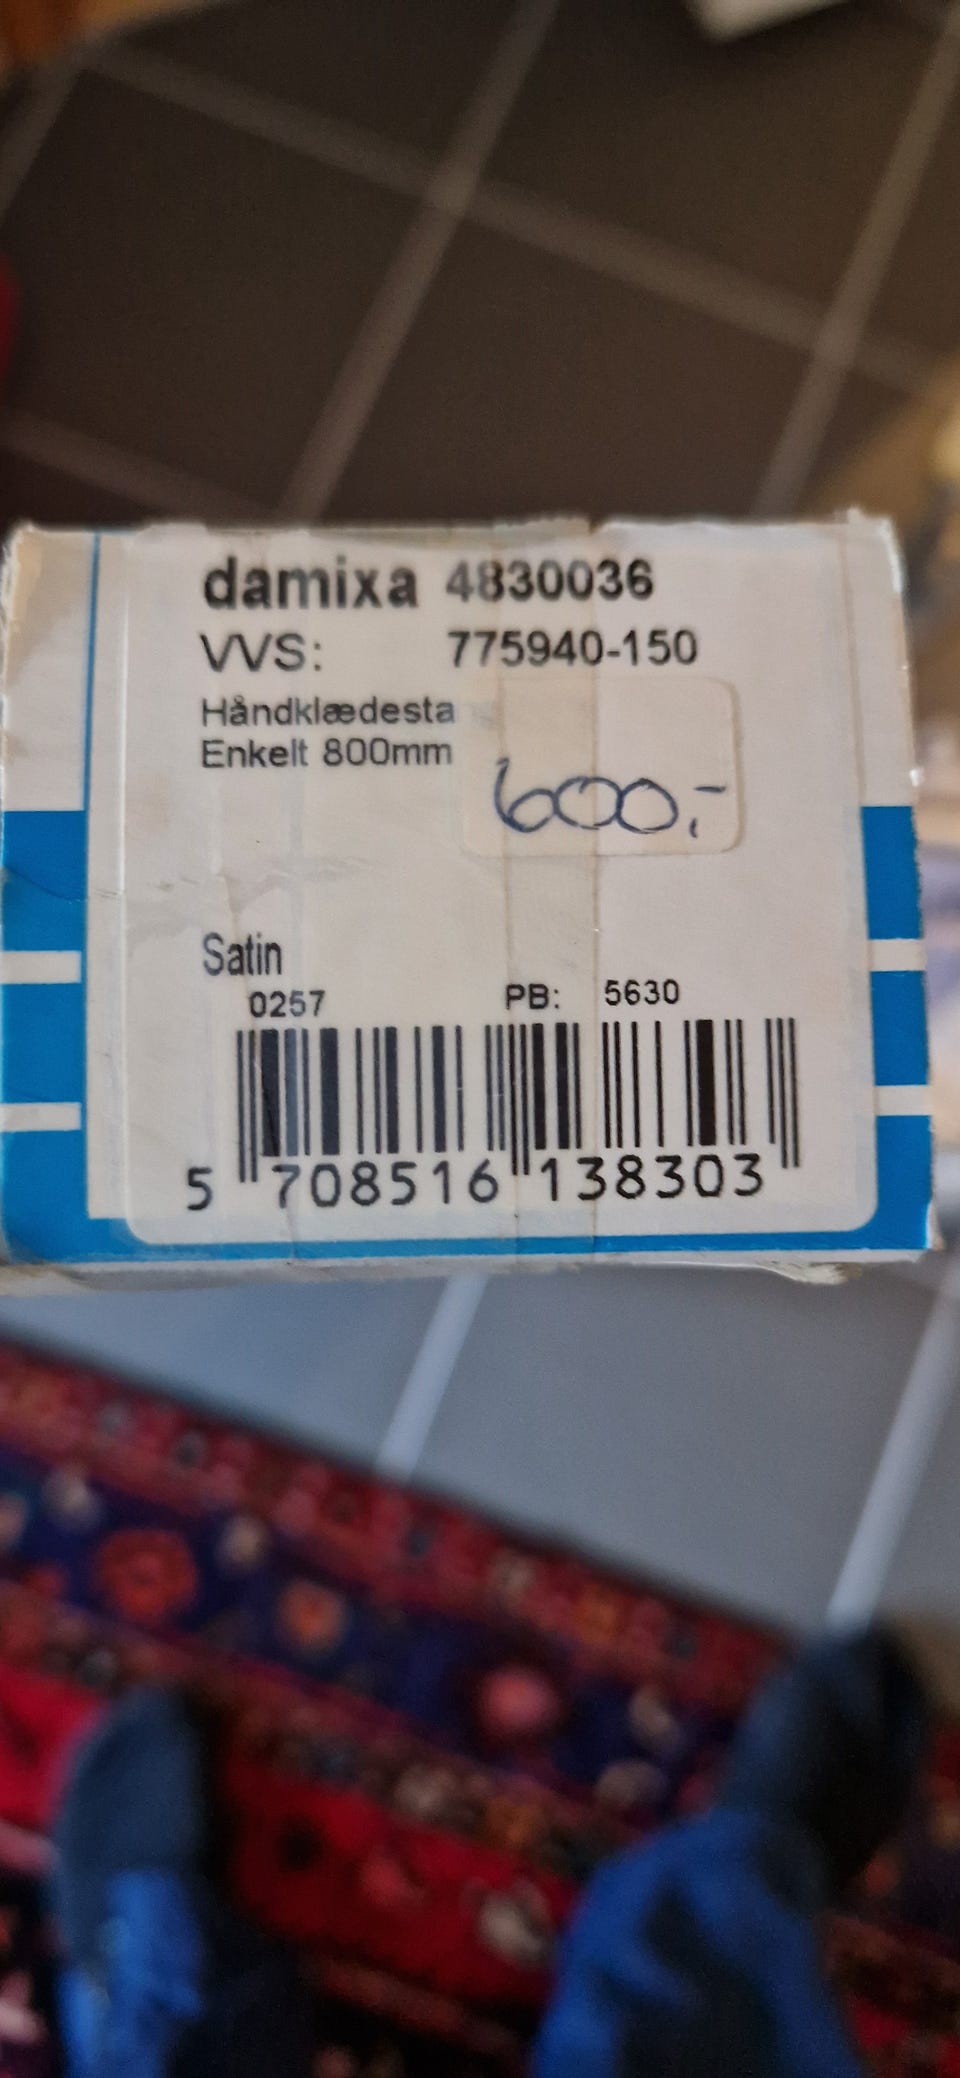 damixa 4830036
VVS: 775940-150
Håndklædesta
Enkelt 800mm
600,-
Satin
0257 PB: 5630
5 708516 138303